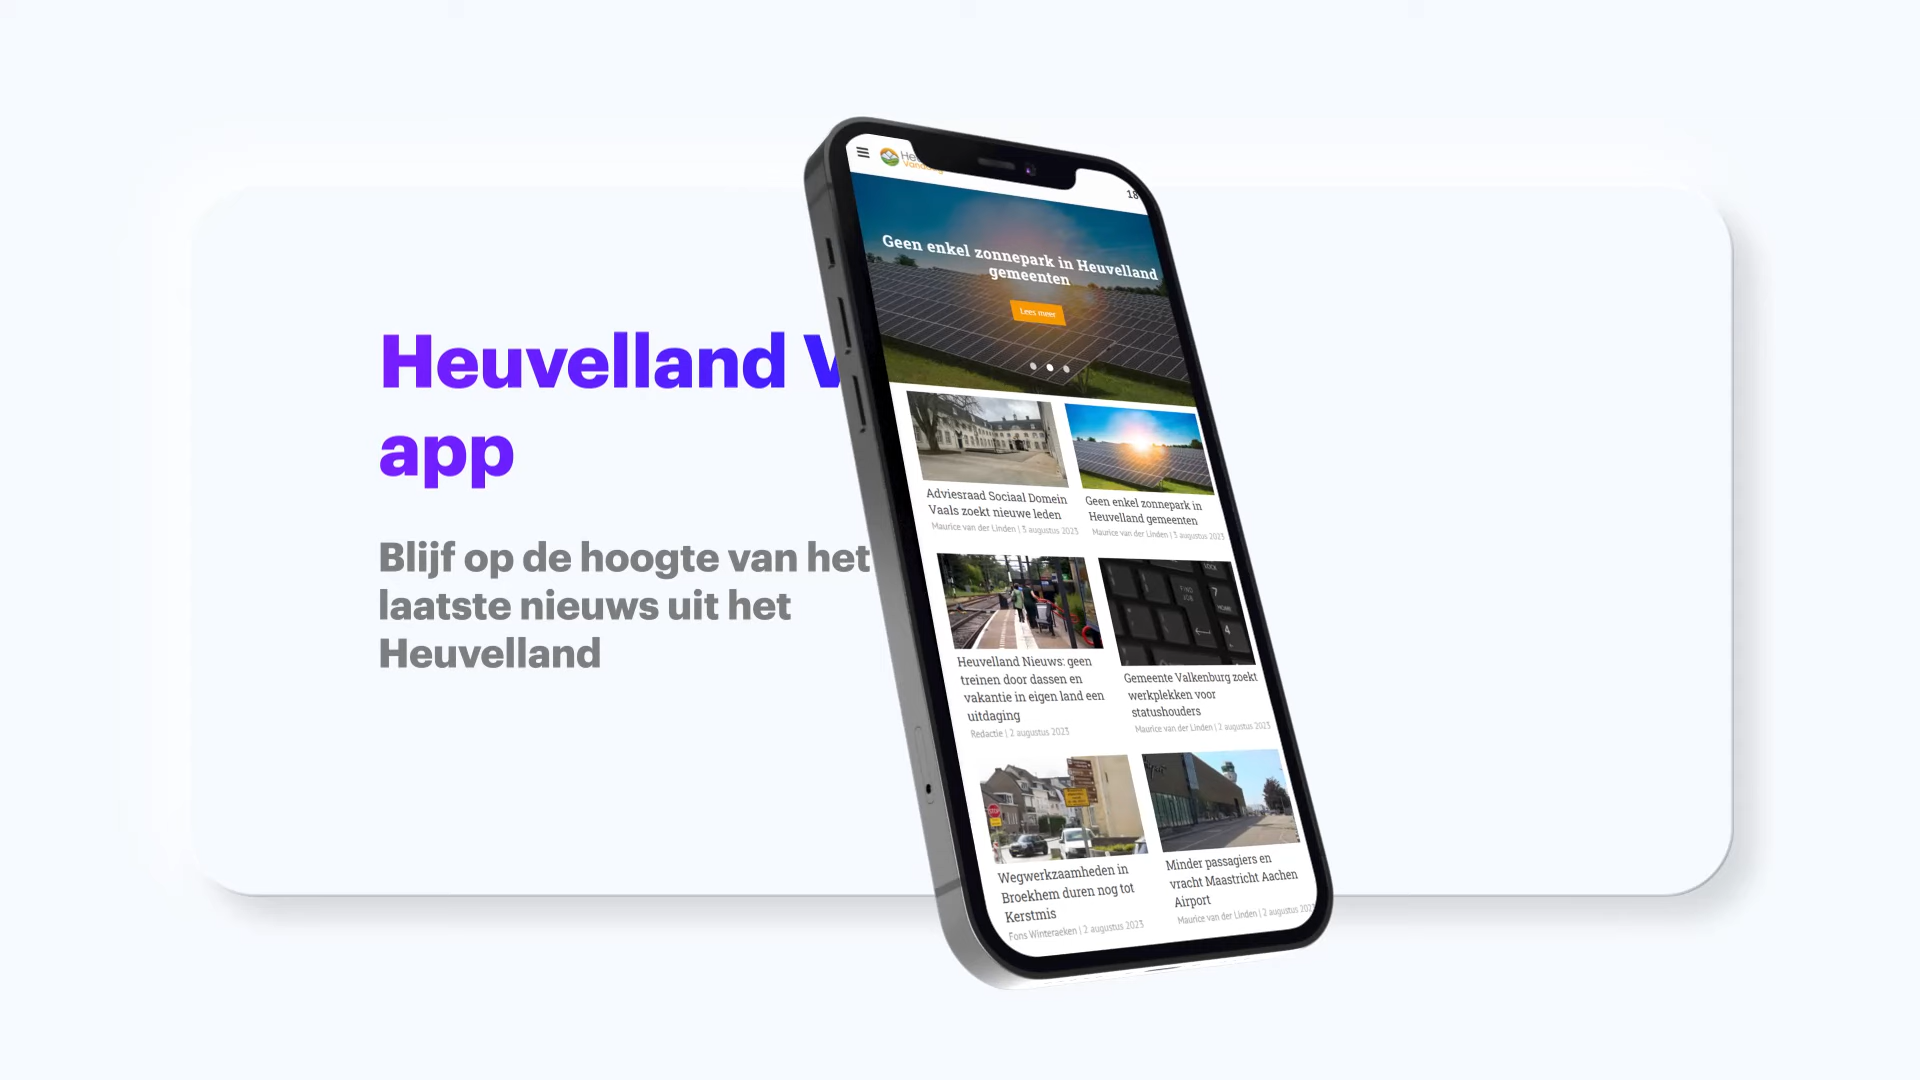 Heuvelland V
app
Blijf op de hoogte van het
laatste nieuws uit het
Heuvelland
Geen enkel zonnepark in Heuvelland
gemeenten
Lees meer
Adviesraad Sociaal Domein
Vaals zoekt nieuwe leden
Maurice van der Linden | 3 augustus 2023
Geen enkel zonnepark in
Heuvelland gemeenten
Maurice van der Linden | 3 augustus 2023
Heuvelland Nieuws: geen
treinen door dassen en
vakantie in eigen land een
uitdaging
Redactie | 2 augustus 2023
Gemeente Valkenburg zoekt
werkplekken voor
statushouders
Maurice van der Linden | 2 augustus 2023
Wegwerkzaamheden in
Broekhem duren nog tot
Kerstmis
Fons Winteraeken | 2 augustus 2023
Minder passagiers en
vracht Maastricht Aachen
Airport
Maurice van der Linden | 2 augustus 2023